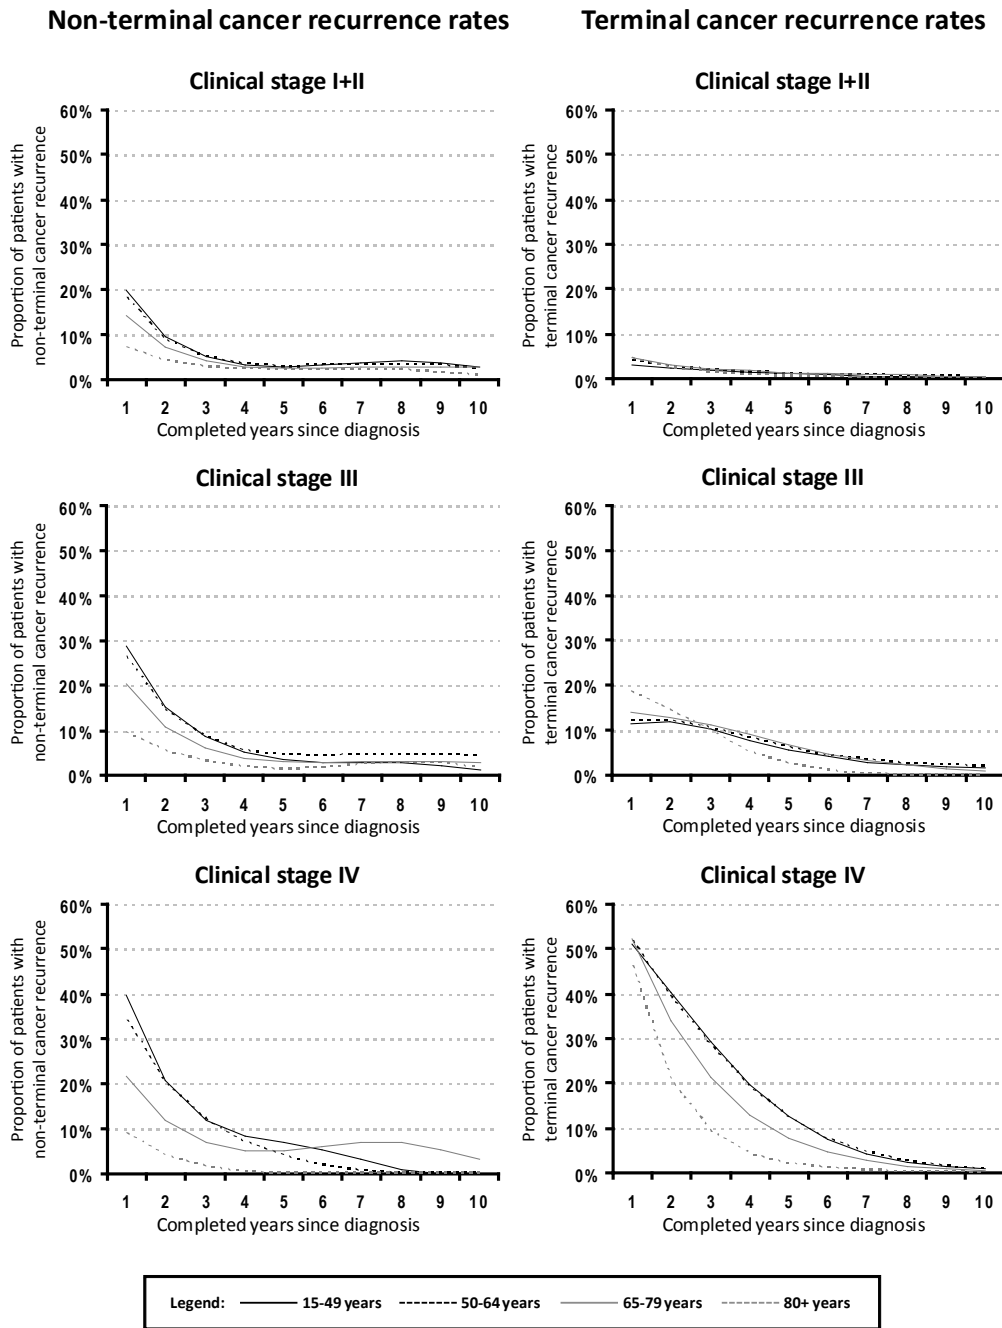 Non-terminal cancer recurrence rates
Terminal cancer recurrence rates
Clinical stage I+II
Proportion of patients with
non-terminal cancer recurrence
60%
50%
40%
30%
20%
10%
0%
1 2 3 4 5 6 7 8 9 10
Completed years since diagnosis
Clinical stage I+II
Proportion of patients with
terminal cancer recurrence
60%
50%
40%
30%
20%
10%
0%
1 2 3 4 5 6 7 8 9 10
Completed years since diagnosis
Clinical stage III
Proportion of patients with
non-terminal cancer recurrence
60%
50%
40%
30%
20%
10%
0%
1 2 3 4 5 6 7 8 9 10
Completed years since diagnosis
Clinical stage III
Proportion of patients with
terminal cancer recurrence
60%
50%
40%
30%
20%
10%
0%
1 2 3 4 5 6 7 8 9 10
Completed years since diagnosis
Clinical stage IV
Proportion of patients with
non-terminal cancer recurrence
60%
50%
40%
30%
20%
10%
0%
1 2 3 4 5 6 7 8 9 10
Completed years since diagnosis
Clinical stage IV
Proportion of patients with
terminal cancer recurrence
60%
50%
40%
30%
20%
10%
0%
1 2 3 4 5 6 7 8 9 10
Completed years since diagnosis
Legend: 15-49 years 50-64 years 65-79 years 80+ years